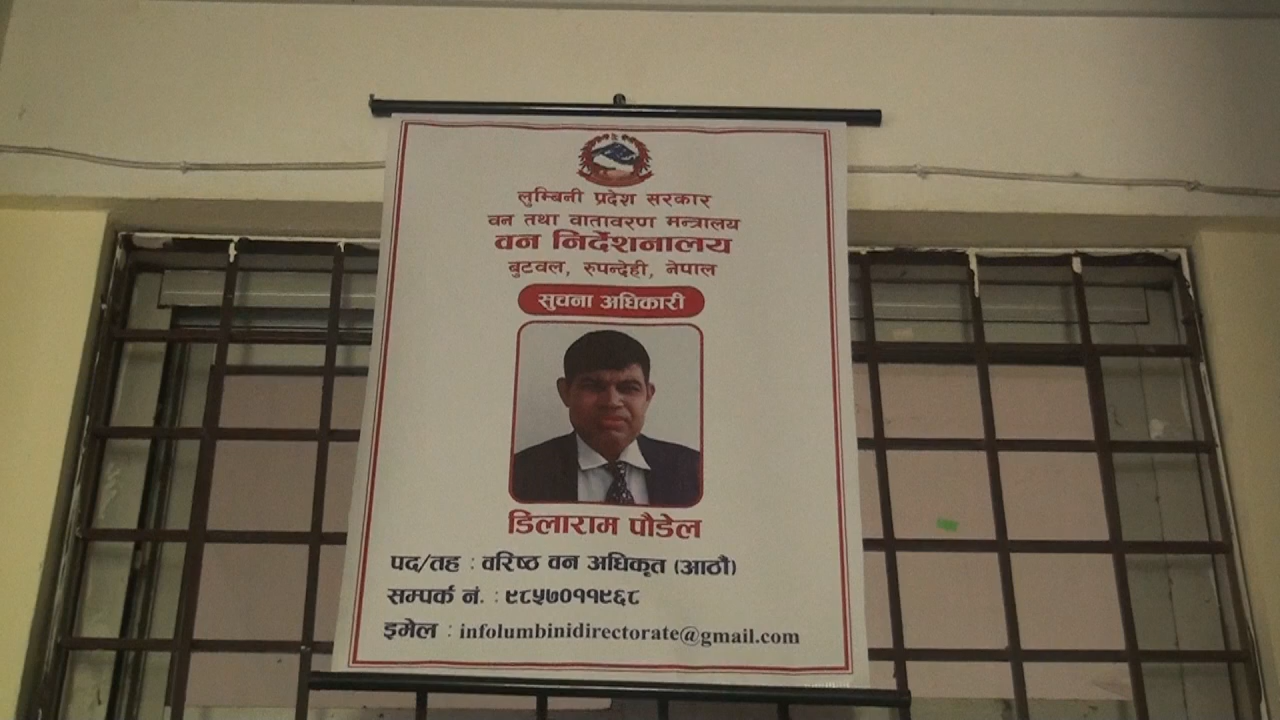 लुम्बिनी प्रदेश सरकार
वन तथा वातावरण मन्त्रालय
वन निर्देशनालय
बुटवल, रुपन्देही, नेपाल
सुचना अधिकारी
डिलाराम पौडेल
पद/तह : वरिष्ठ वन अधिकृत (आठौं)
सम्पर्क नं. : ९८५७०११९६८
इमेल : infolumbinidirectorate@gmail.com